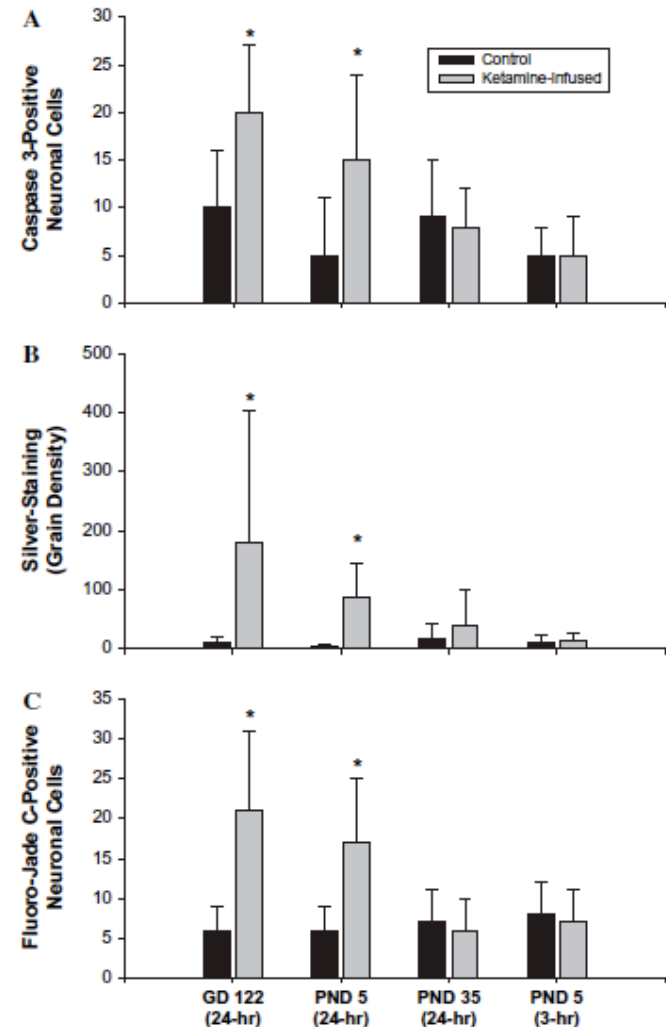 A
Caspase 3-Positive
Neuronal Cells
30
25
20
15
10
5
0
*
*
Control
Ketamine-infused
B
Silver-Staining
(Grain Density)
500
400
300
200
100
0
*
*
C
Fluoro-Jade C-Positive
Neuronal Cells
35
30
25
20
15
10
5
0
*
*
GD 122 PND 5 PND 35 PND 5
(24-hr) (24-hr) (24-hr) (3-hr)